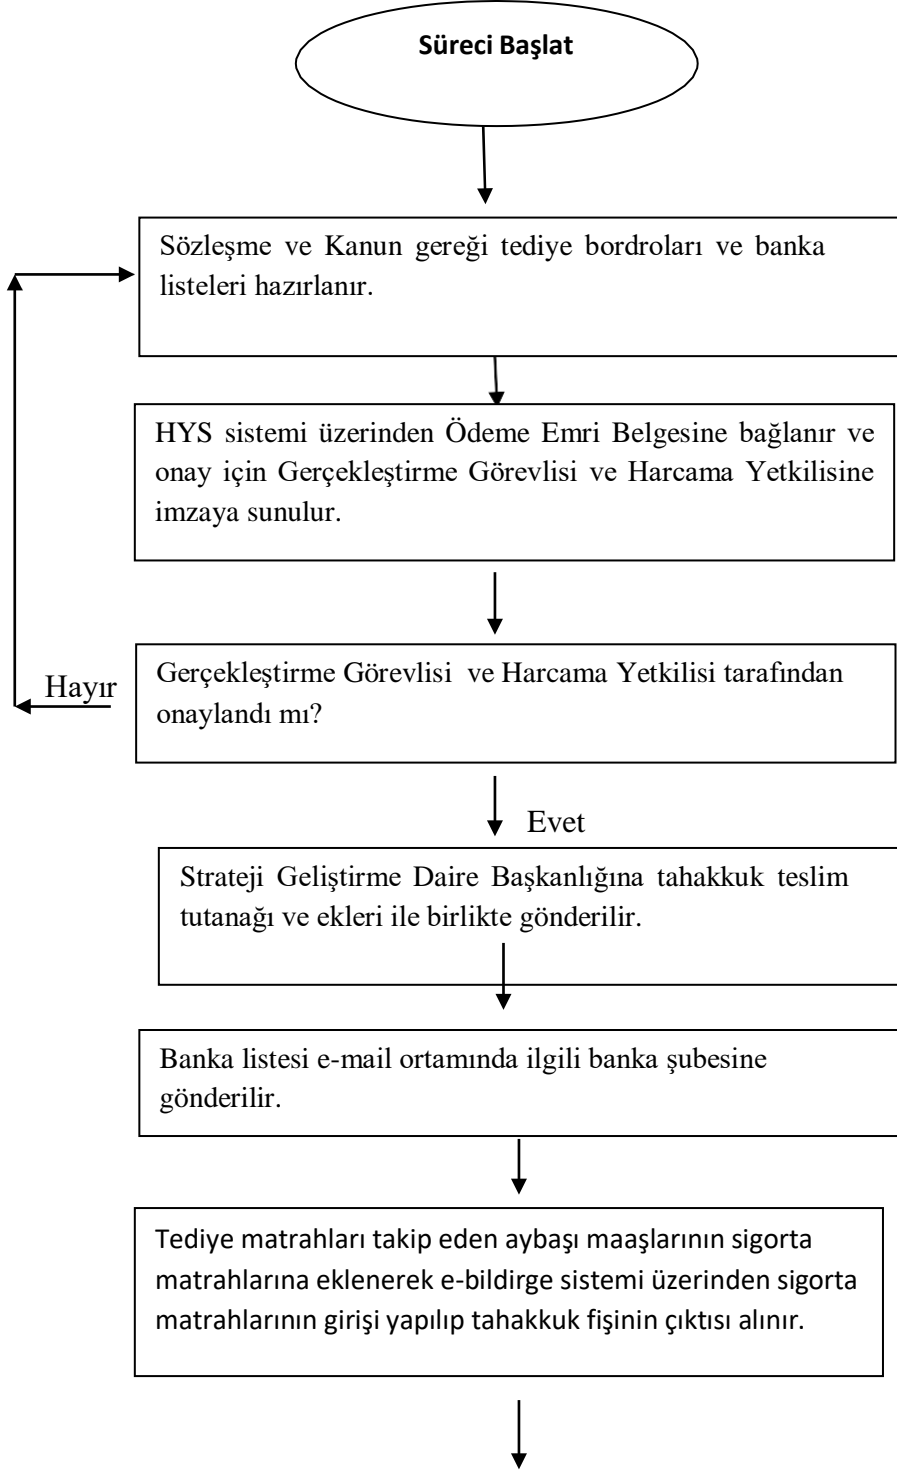 Süreci Başlat
Sözleşme ve Kanun gereği tediye bordroları ve banka
listeleri hazırlanır.
HYS sistemi üzerinden Ödeme Emri Belgesine bağlanır ve
onay için Gerçekleştirme Görevlisi ve Harcama Yetkilisine
imzaya sunulur.
Gerçekleştirme Görevlisi ve Harcama Yetkilisi tarafından
onaylandı mı?
Hayır
Evet
Strateji Geliştirme Daire Başkanlığına tahakkuk teslim
tutanağı ve ekleri ile birlikte gönderilir.
Banka listesi e-mail ortamında ilgili banka şubesine
gönderilir.
Tediye matrahları takip eden aybaşı maaşlarının sigorta
matrahlarına eklenerek e-bildirge sistemi üzerinden sigorta
matrahlarının girişi yapılıp tahakkuk fişinin çıktısı alınır.